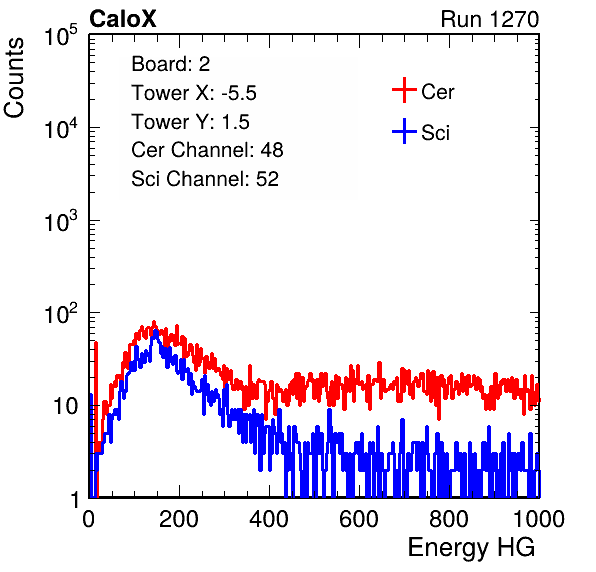 CaloX Run 1270
Counts
10^5
10^4
10^3
10^2
10
1
Board: 2
Tower X: -5.5
Tower Y: 1.5
Cer Channel: 48
Sci Channel: 52
Cer
Sci
0 200 400 600 800 1000
Energy HG